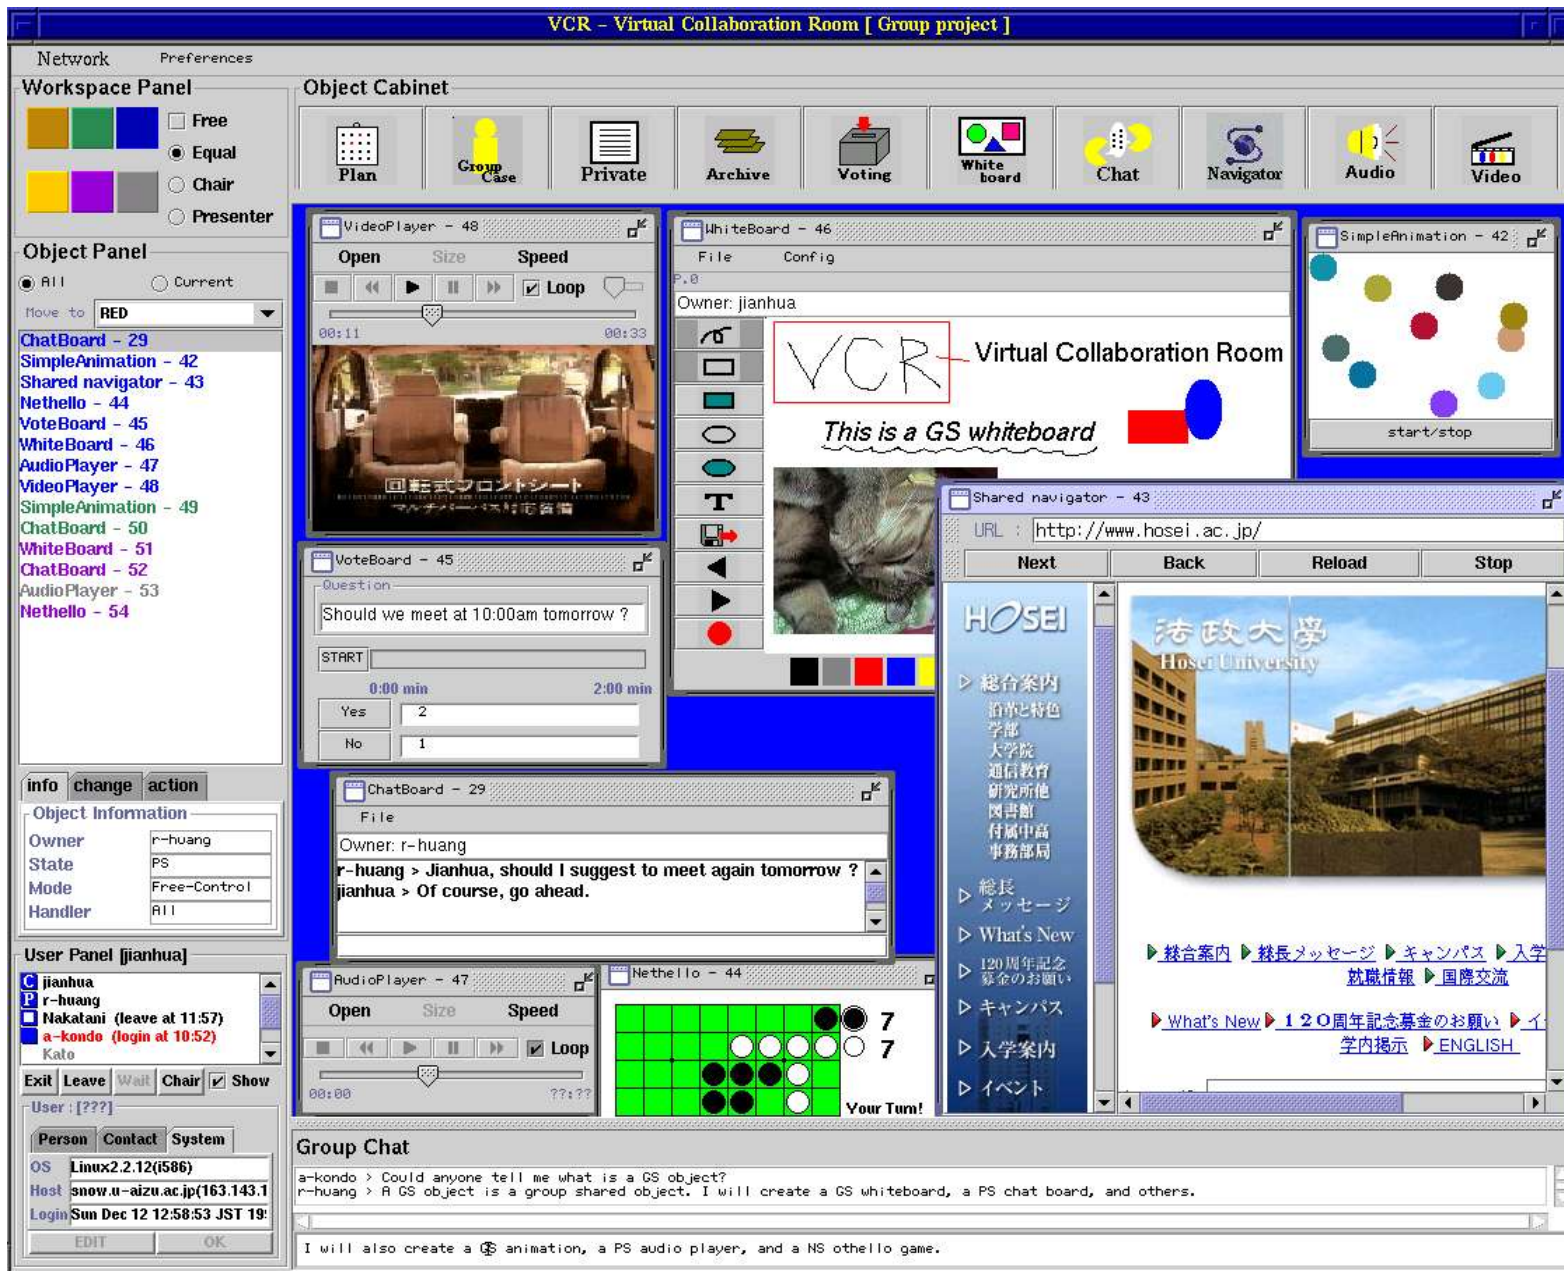 VCR - Virtual Collaboration Room [ Group project ]
Network Preferences
Workspace Panel
Free
Equal
Chair
Presenter
Object Cabinet
Plan
Group Case
Private
Archive
Voting
White board
Chat
Navigator
Audio
Video
Object Panel
All Current
Move to RED
ChatBoard - 29
SimpleAnimation - 42
Shared navigator - 43
Nethello - 44
VoteBoard - 45
WhiteBoard - 46
AudioPlayer - 47
VideoPlayer - 48
SimpleAnimation - 49
ChatBoard - 50
WhiteBoard - 51
ChatBoard - 52
AudioPlayer - 53
Nethello - 54
info change action
Object Information
Owner r-huang
State PS
Mode Free-Control
Handler All
User Panel [jianhua]
C jianhua
P r-huang
Nakatani (leave at 11:57)
a-kondo (login at 10:52)
Kato
Exit Leave Wait Chair Show
User : [???]
Person Contact System
OS Linux2.2.12(i586)
Host snow.u-aizu.ac.jp(163.143.1
Login Sun Dec 12 12:58:53 JST 19
EDIT OK
VideoPlayer - 48
Open Size Speed
Loop
00:11 00:33
回転式フロントシート
マルチパーパス対応装備
VoteBoard - 45
Question
Should we meet at 10:00am tomorrow ?
START
0:00 min 2:00 min
Yes 2
No 1
WhiteBoard - 46
File Config
P.0
Owner: jianhua
VCR Virtual Collaboration Room
This is a GS whiteboard
T
SimpleAnimation - 42
start/stop
ChatBoard - 29
File
Owner: r-huang
r-huang > Jianhua, should I suggest to meet again tomorrow ?
jianhua > Of course, go ahead.
AudioPlayer - 47
Open Size Speed
Loop
00:00 ??:??
Nethello - 44
7
7
Your Turn!
Shared navigator - 43
URL : http://www.hosei.ac.jp/
Next Back Reload Stop
HOSEI
総合案内
沿革と特色
学部
大学院
通信教育
研究所他
図書館
付属中高
事務部局
総長
メッセージ
What's New
120周年記念
募金のお願い
キャンパス
入学案内
イベント
法政大學
Hosei University
総合案内 総長メッセージ キャンパス 入学
就職情報 国際交流
What's New 120周年記念募金のお願い イ
学内掲示 ENGLISH
Group Chat
a-kondo > Could anyone tell me what is a GS object?
r-huang > A GS object is a group shared object. I will create a GS whiteboard, a PS chat board, and others.
I will also create a GS animation, a PS audio player, and a NS othello game.